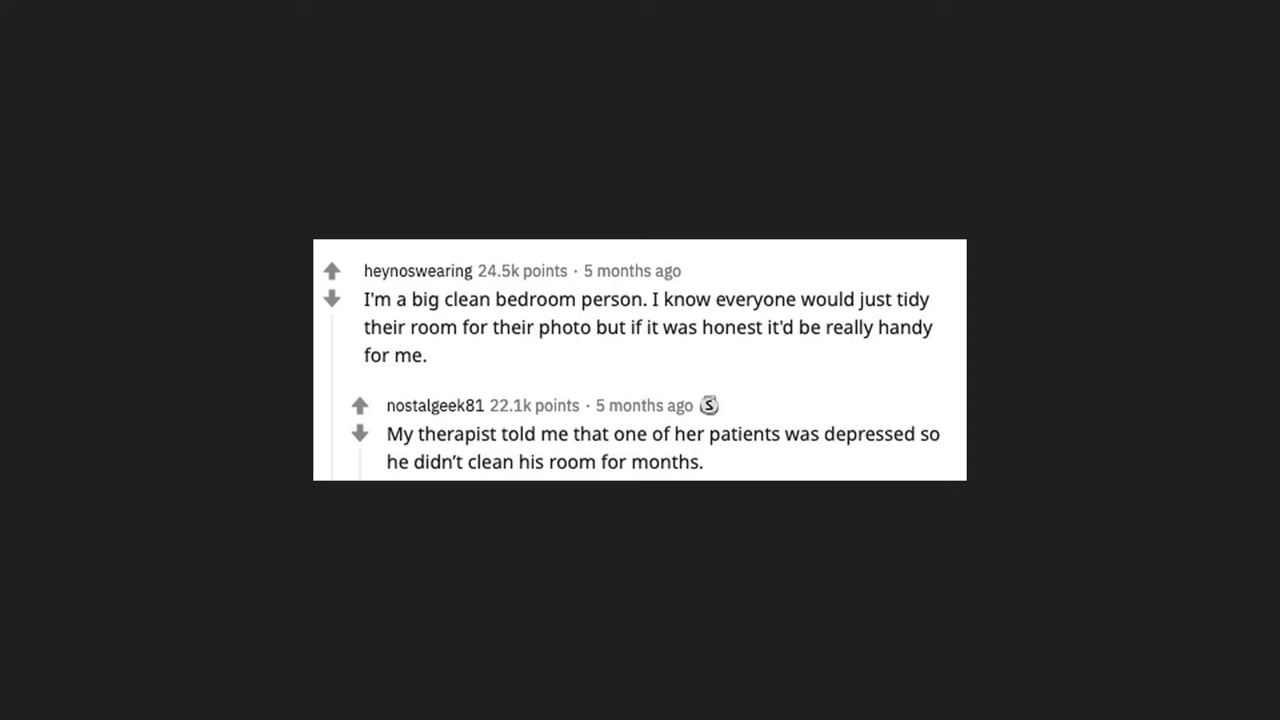 heynoswearing 24.5k points · 5 months ago
I'm a big clean bedroom person. I know everyone would just tidy
their room for their photo but if it was honest it'd be really handy
for me.
nostalgeek81 22.1k points · 5 months ago S
My therapist told me that one of her patients was depressed so
he didn’t clean his room for months.